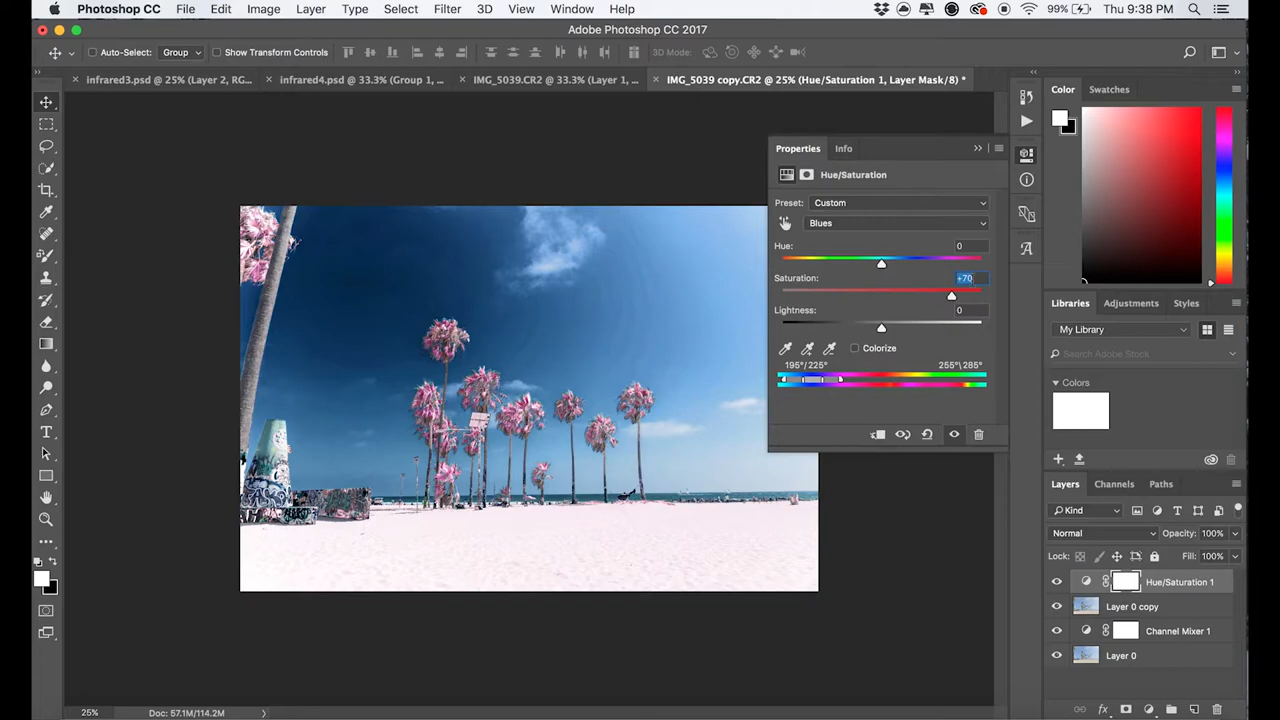 Photoshop CC File Edit Image Layer Type Select Filter 3D View Window Help 99% Thu 9:38 PM
Adobe Photoshop CC 2017
Auto-Select: Group Show Transform Controls 3D Mode:
infrared3.psd @ 25% (Layer 2, RG... infrared4.psd @ 33.3% (Group 1, ... IMG_5039.CR2 @ 33.3% (Layer 1, ... IMG_5039 copy.CR2 @ 25% (Hue/Saturation 1, Layer Mask/8) *
Color Swatches
Properties Info
Hue/Saturation
Preset: Custom
Blues
Hue: 0
Saturation: +70
Lightness: 0
Colorize
195°/225° 255°\285°
Libraries Adjustments Styles
My Library
Search Adobe Stock
Colors
Layers Channels Paths
Kind
Normal Opacity: 100%
Lock: Fill: 100%
Hue/Saturation 1
Layer 0 copy
Channel Mixer 1
Layer 0
fx
25% Doc: 57.1M/114.2M